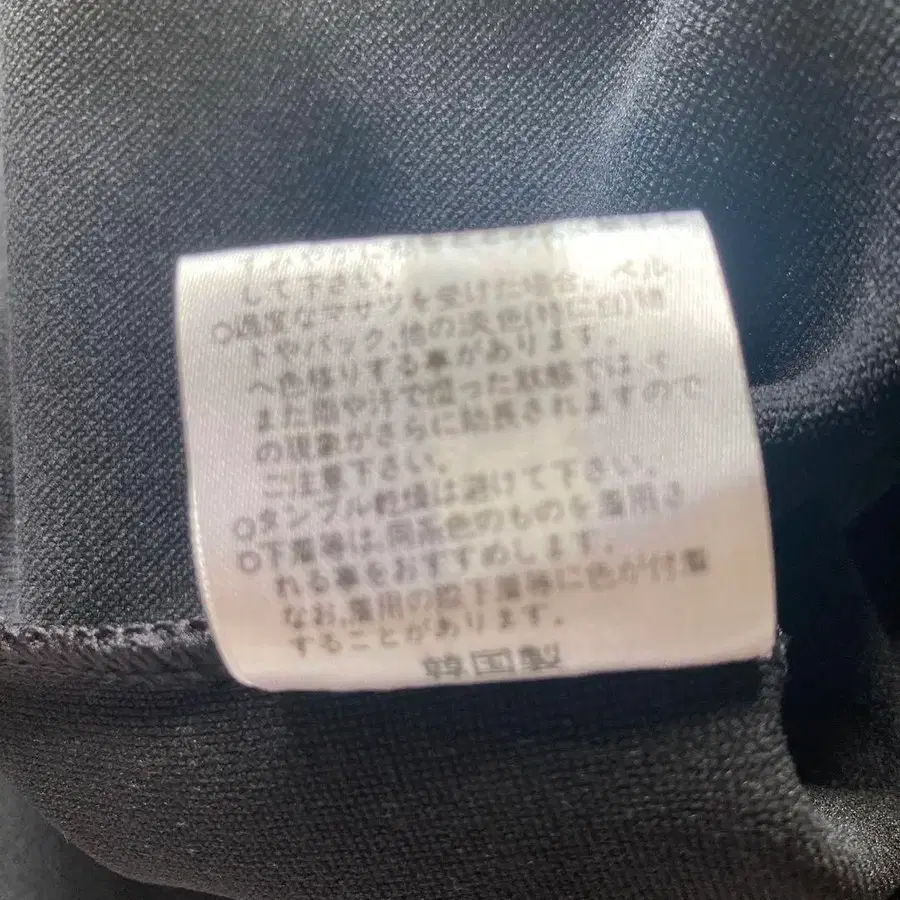 して下さい。
○過度なマサツを受けた場合、ベル
トやバック、他の淡色(特に白)物
へ色移りする事があります。
また雨や汗で湿った状態では、そ
の現象がさらに助長されますので
ご注意下さい。
○タンブル乾燥は避けて下さい。
○下着等は同系色のものを着用さ
れる事をおすすめします。
なお、着用の際下着等に色が付着
することがあります。
韓国製